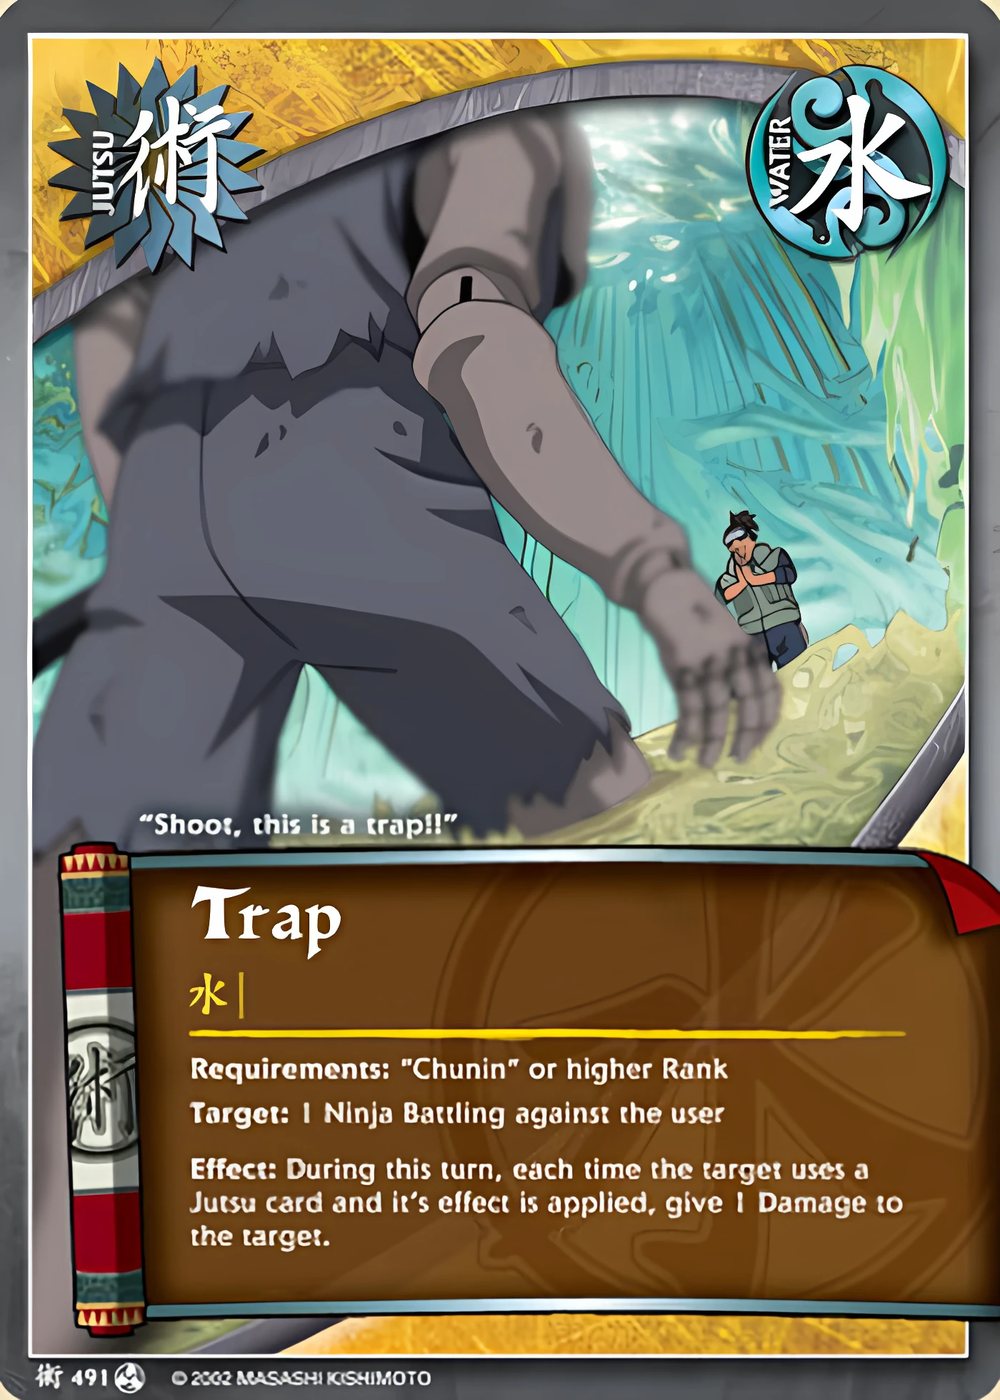 JUTSU
術
WATER
水
"Shoot, this is a trap!!"
Trap
水
Requirements: "Chunin" or higher Rank
Target: 1 Ninja Battling against the user
Effect: During this turn, each time the target uses a
Jutsu card and it's effect is applied, give 1 Damage to
the target.
術
術 491 © 2002 MASASHI KISHIMOTO